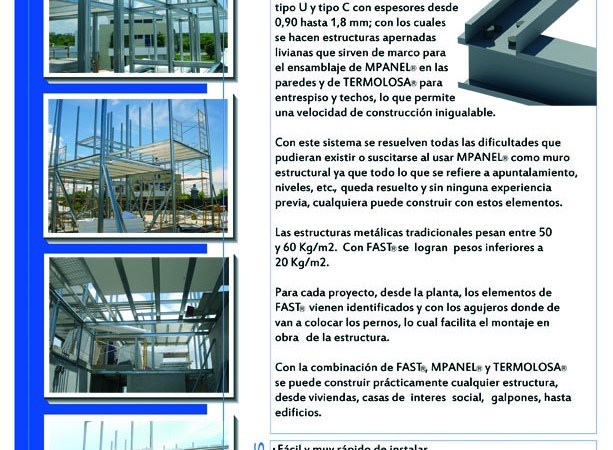 tipo U y tipo C con espesores desde
0,90 hasta 1,8 mm; con los cuales
se hacen estructuras apernadas
livianas que sirven de marco para
el ensamblaje de MPANEL® en las
paredes y de TERMOLOSA® para
entrespiso y techos, lo que permite
una velocidad de construcción inigualable.
Con este sistema se resuelven todas las dificultades que
pudieran existir o suscitarse al usar MPANEL® como muro
estructural ya que todo lo que se refiere a apuntalamiento,
niveles, etc., queda resuelto y sin ninguna experiencia
previa, cualquiera puede construir con estos elementos.
Las estructuras metálicas tradicionales pesan entre 50
y 60 Kg/m2. Con FAST® se logran pesos inferiores a
20 Kg/m2.
Para cada proyecto, desde la planta, los elementos de
FAST® vienen identificados y con los agujeros donde de
van a colocar los pernos, lo cual facilita el montaje en
obra de la estructura.
Con la combinación de FAST®, MPANEL® y TERMOLOSA®
se puede construir prácticamente cualquier estructura,
desde viviendas, casas de interes social, galpones, hasta
edificios.
S
• Fácil y muy rápido de instalar